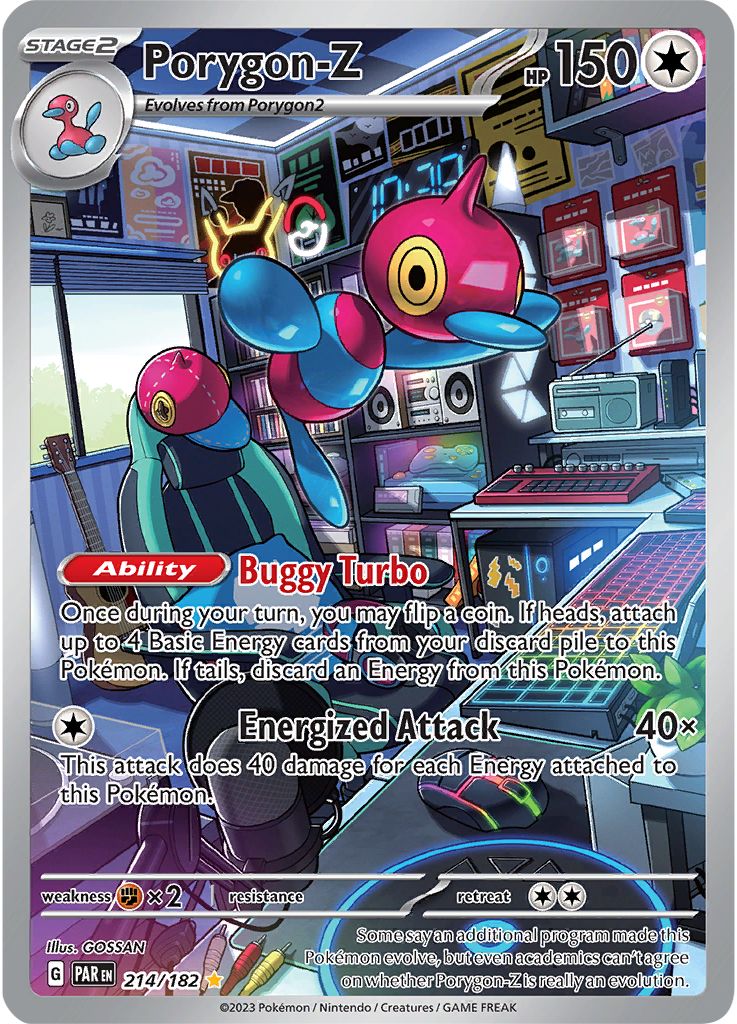 STAGE2
Porygon-Z
HP 150
Evolves from Porygon2
10:30
Ability Buggy Turbo
Once during your turn, you may flip a coin. If heads, attach
up to 4 Basic Energy cards from your discard pile to this
Pokémon. If tails, discard an Energy from this Pokémon.
Energized Attack 40×
This attack does 40 damage for each Energy attached to
this Pokémon.
weakness ×2 resistance retreat
Illus. GOSSAN
G PAR EN 214/182
Some say an additional program made this
Pokémon evolve, but even academics can't agree
on whether Porygon-Z is really an evolution.
©2023 Pokémon / Nintendo / Creatures / GAME FREAK